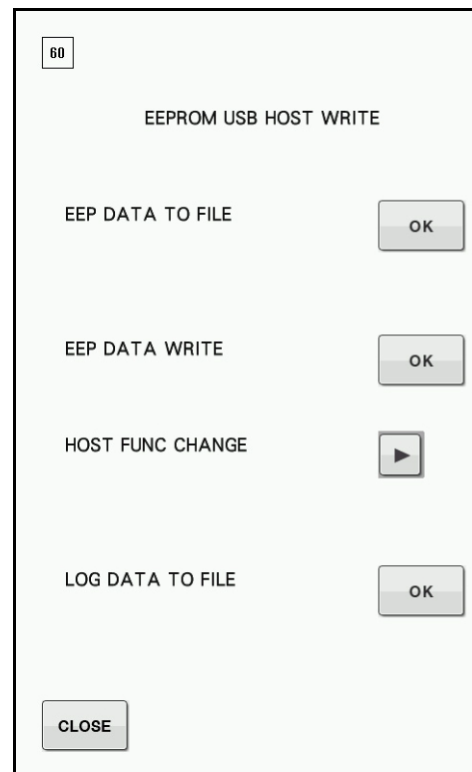 60
EEPROM USB HOST WRITE
EEP DATA TO FILE
OK
EEP DATA WRITE
OK
HOST FUNC CHANGE
LOG DATA TO FILE
OK
CLOSE